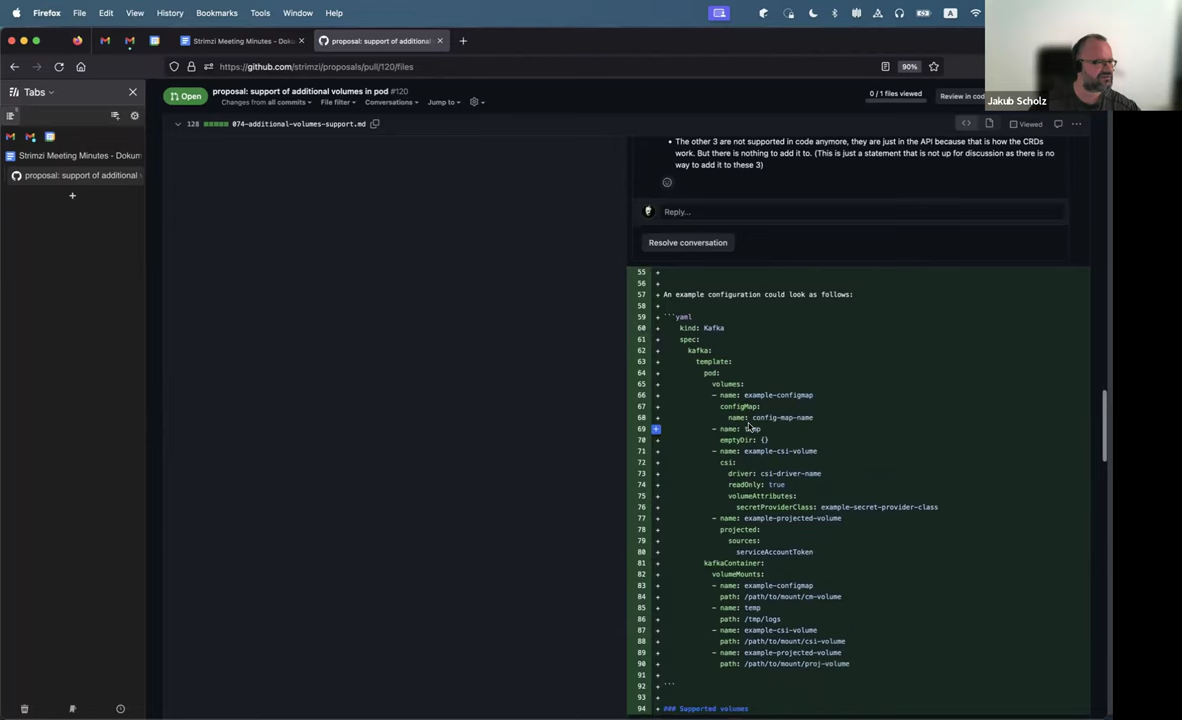 Firefox File Edit View History Bookmarks Tools Window Help
A
Strimzi Meeting Minutes - Doku
proposal: support of additional
https://github.com/strimzi/proposals/pull/120/files
90%
Tabs
Strimzi Meeting Minutes - Dokum
proposal: support of additional
Open
proposal: support of additional volumes in pod #120
Changes from all commits File filter Conversations Jump to
0 / 1 files viewed
Review in cod
Jakub Scholz
128 074-additional-volumes-support.md
Viewed
The other 3 are not supported in code anymore, they are just in the API because that is how the CRDs
work. But there is nothing to add it to. (This is just a statement that is not up for discussion as there is no
way to add it to these 3)
Reply...
Resolve conversation
55 +
56 +
57 + An example configuration could look as follows:
58 +
59 + ```yaml
60 + kind: Kafka
61 + spec:
62 + kafka:
63 + template:
64 + pod:
65 + volumes:
66 + - name: example-configmap
67 + configMap:
68 + name: config-map-name
69 + - name: temp
70 + emptyDir: {}
71 + - name: example-csi-volume
72 + csi:
73 + driver: csi-driver-name
74 + readOnly: true
75 + volumeAttributes:
76 + secretProviderClass: example-secret-provider-class
77 + - name: example-projected-volume
78 + projected:
79 + sources:
80 + serviceAccountToken
81 + kafkaContainer:
82 + volumeMounts:
83 + - name: example-configmap
84 + path: /path/to/mount/cm-volume
85 + - name: temp
86 + path: /tmp/logs
87 + - name: example-csi-volume
88 + path: /path/to/mount/csi-volume
89 + - name: example-projected-volume
90 + path: /path/to/mount/proj-volume
91 +
92 + ```
93 +
94 + ### Supported volumes